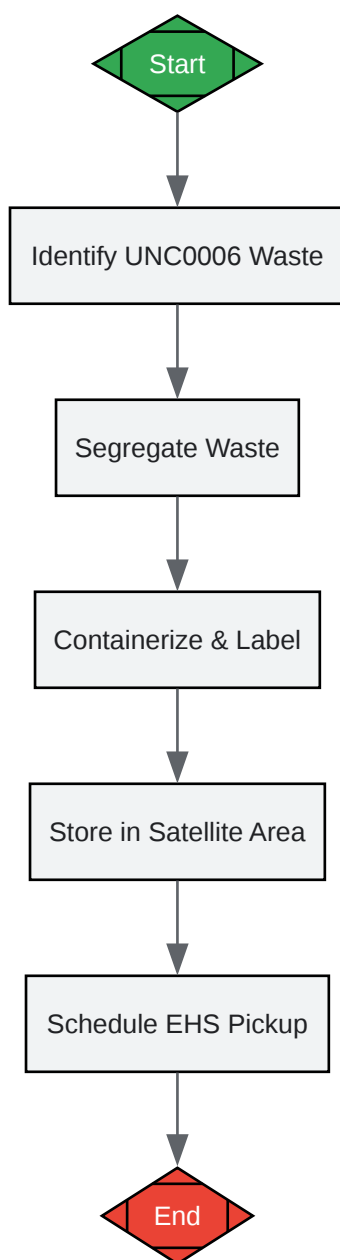 Start
Identify UNC0006 Waste
Segregate Waste
Containerize & Label
Store in Satellite Area
Schedule EHS Pickup
End